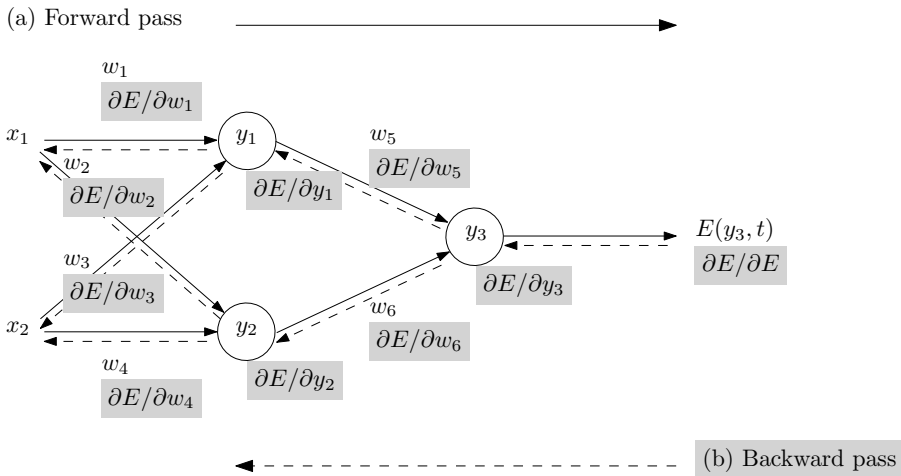 (a) Forward pass
w₁
∂E/∂w₁
x₁
y₁
w₅
w₂
∂E/∂w₅
∂E/∂w₂
∂E/∂y₁
y₃
E(y₃, t)
w₃
∂E/∂E
∂E/∂w₃
∂E/∂y₃
x₂
y₂
w₆
∂E/∂w₆
w₄
∂E/∂y₂
∂E/∂w₄
(b) Backward pass